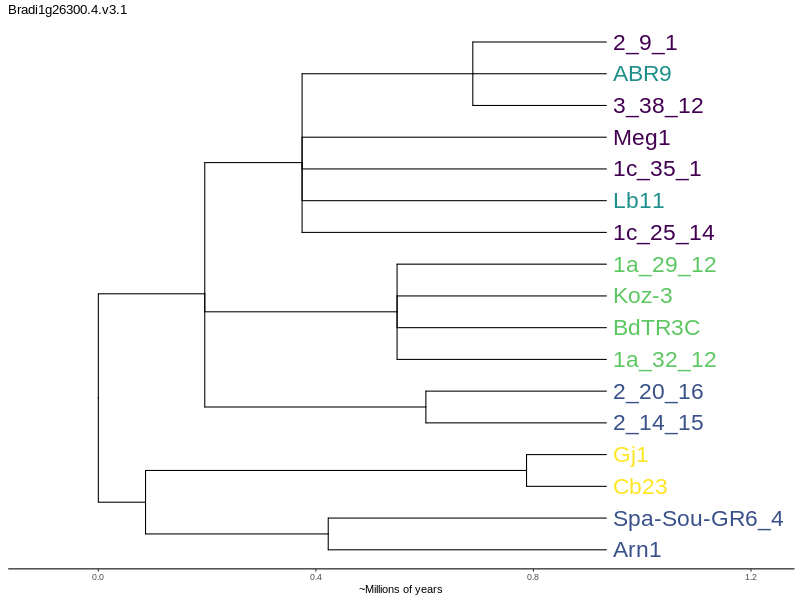 Bradi1g26300.4.v3.1
2_9_1
ABR9
3_38_12
Meg1
1c_35_1
Lb11
1c_25_14
1a_29_12
Koz-3
BdTR3C
1a_32_12
2_20_16
2_14_15
Gj1
Cb23
Spa-Sou-GR6_4
Arn1
0.0 0.4 0.8 1.2
~Millions of years